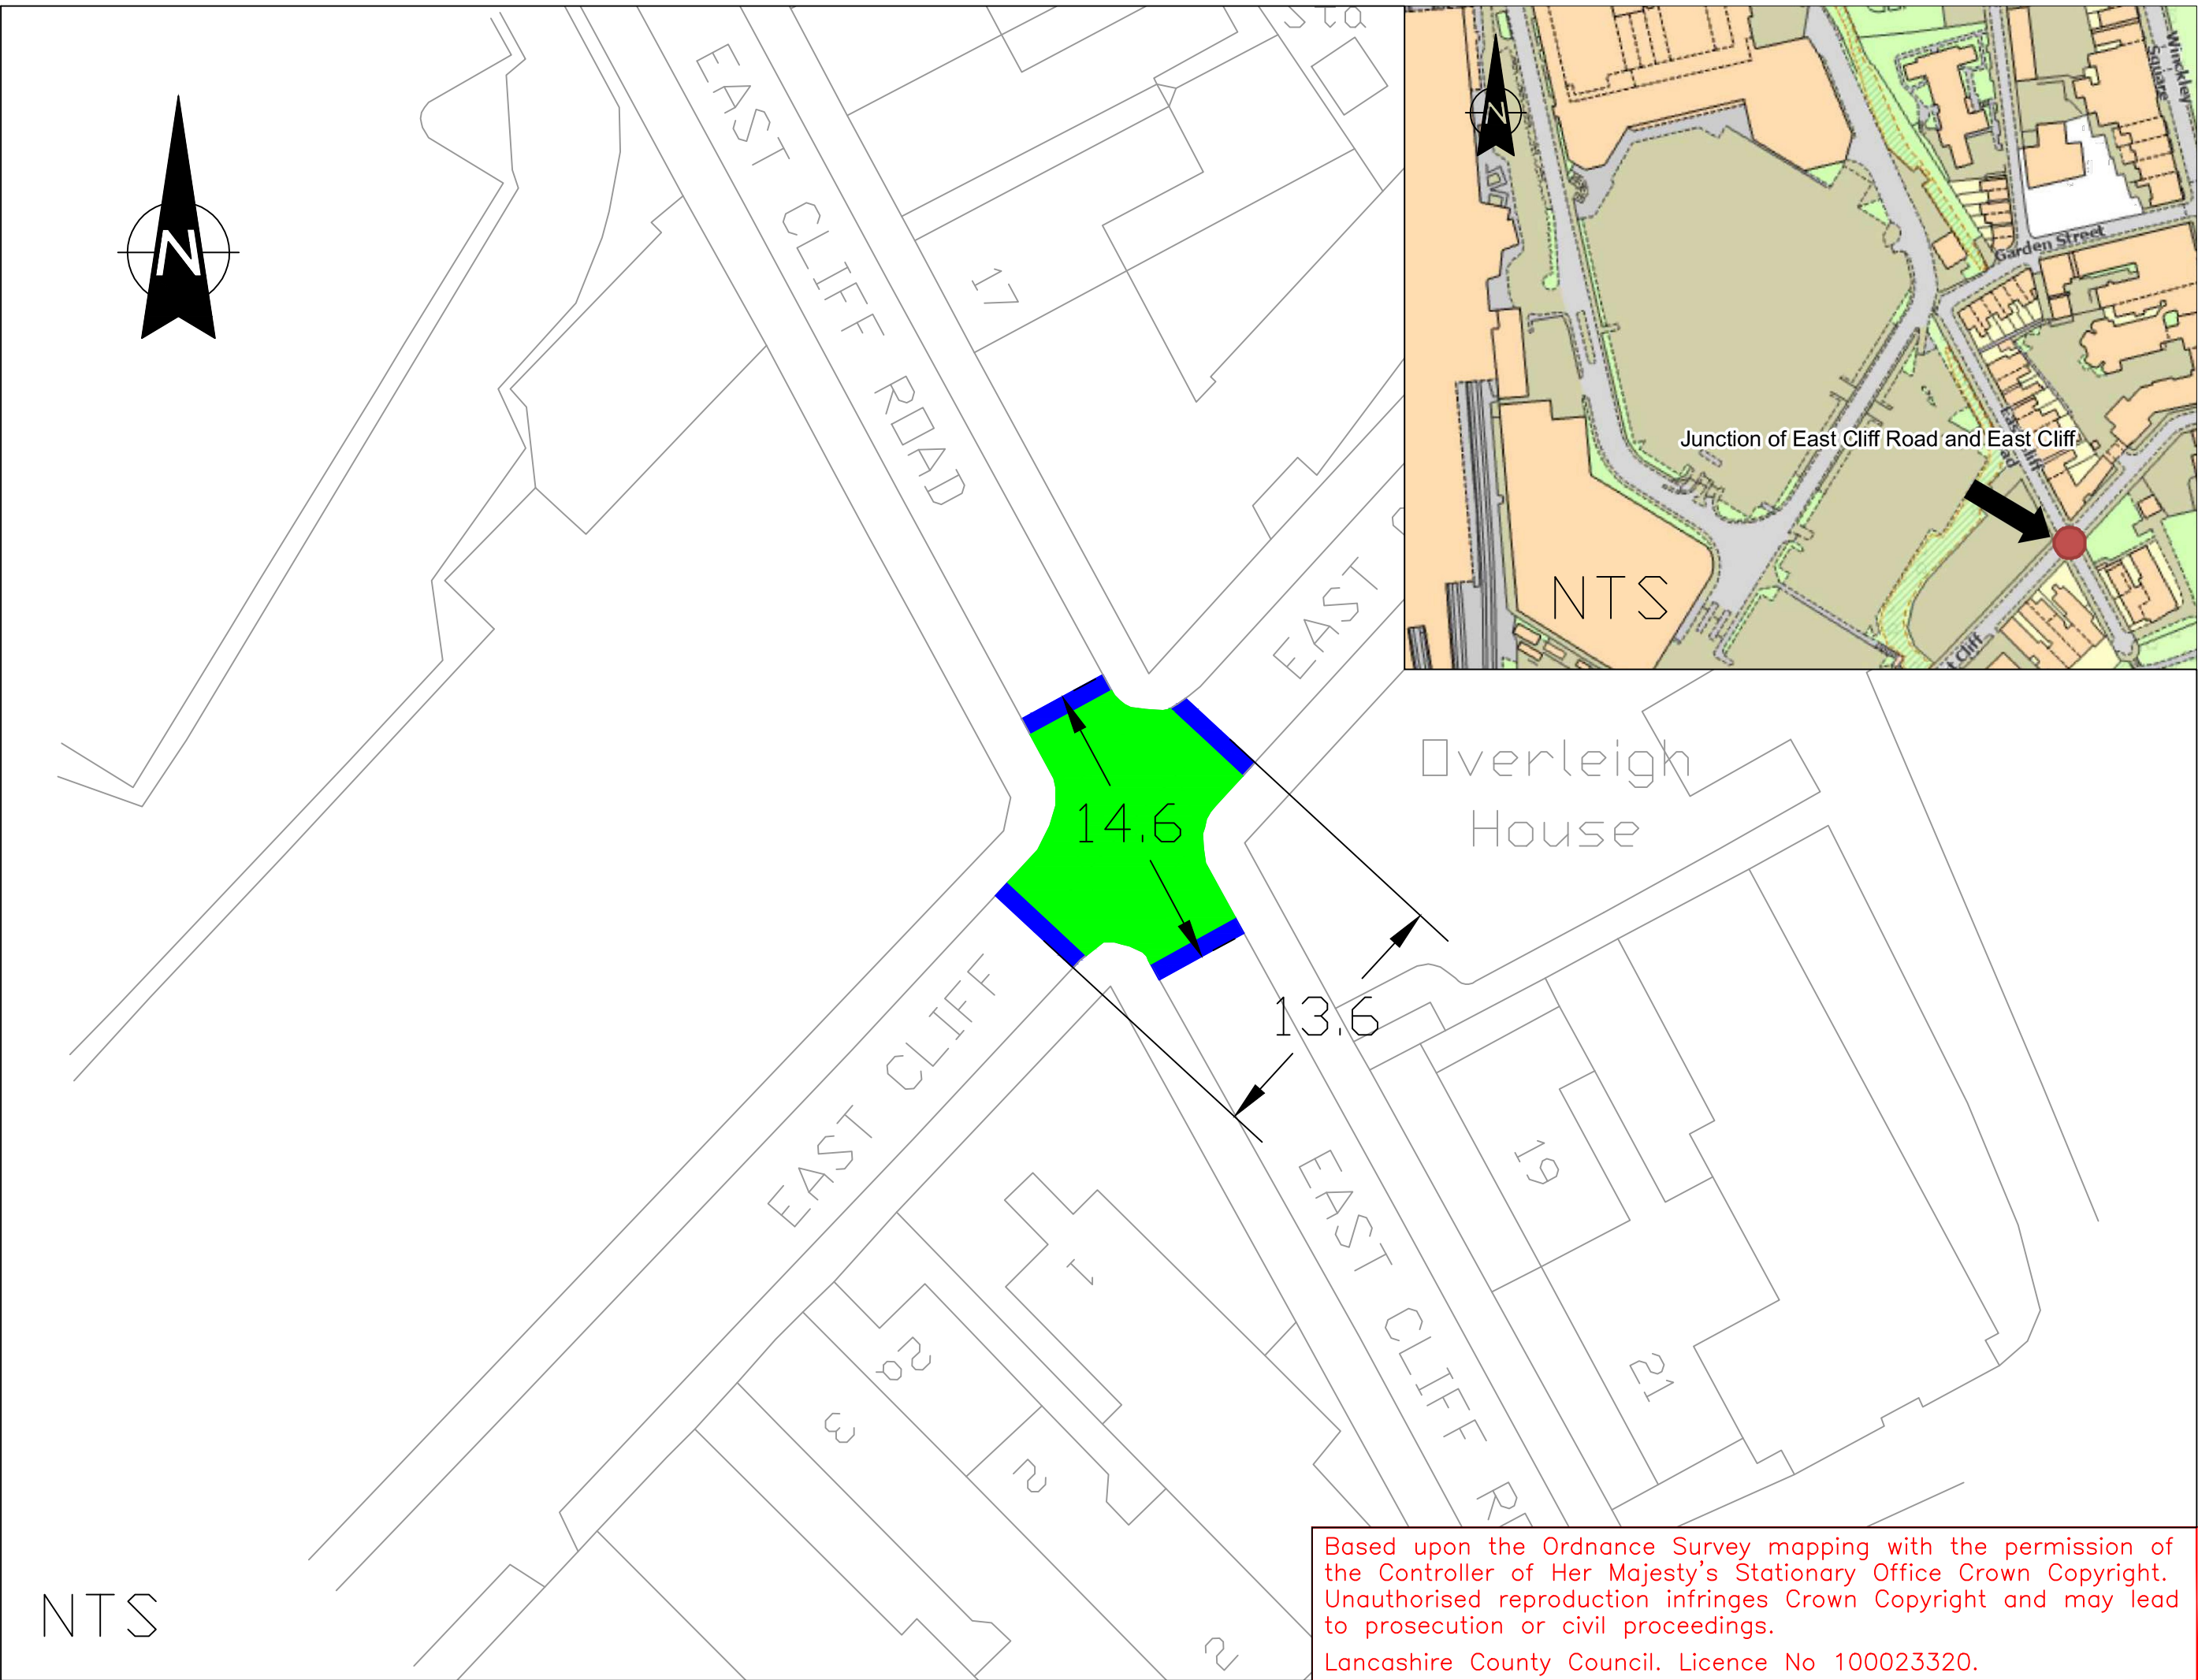 N
EAST CLIFF ROAD
17
EAST
14.6
13.6
Overleigh
House
EAST CLIFF
EAST CLIFF R
19
21
1
2a
3
2
2
NTS
N
Winckley
Square
Garden Street
Junction of East Cliff Road and East Cliff
NTS
Based upon the Ordnance Survey mapping with the permission of
the Controller of Her Majesty's Stationary Office Crown Copyright.
Unauthorised reproduction infringes Crown Copyright and may lead
to prosecution or civil proceedings.
Lancashire County Council. Licence No 100023320.